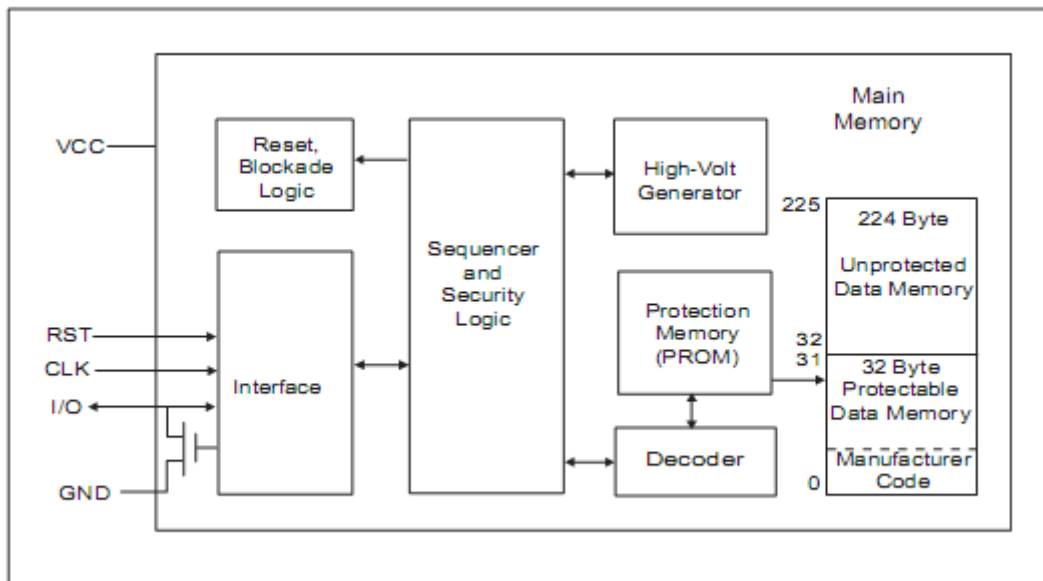 Main
Memory
VCC
Reset,
Blockade
Logic
High-Volt
Generator
225
224 Byte
Unprotected
Data Memory
Sequencer
and
Security
Logic
Protection
Memory
(PROM)
32
31
32 Byte
Protectable
Data Memory
RST
CLK
I/O
Interface
GND
Decoder
Manufacturer
Code
0